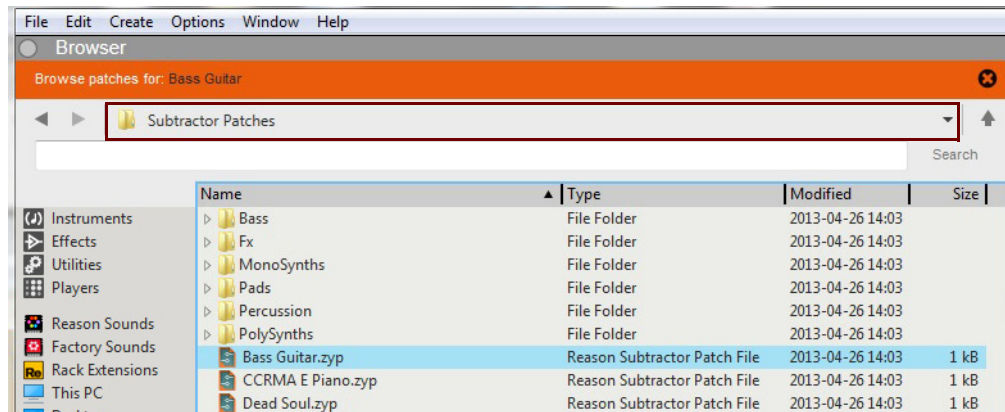 File Edit Create Options Window Help
Browser
Browse patches for: Bass Guitar
Subtractor Patches
Search
Name Type Modified Size
Instruments
Effects
Utilities
Players
Reason Sounds
Factory Sounds
Re Rack Extensions
This PC
Bass File Folder 2013-04-26 14:03
Fx File Folder 2013-04-26 14:03
MonoSynths File Folder 2013-04-26 14:03
Pads File Folder 2013-04-26 14:03
Percussion File Folder 2013-04-26 14:03
PolySynths File Folder 2013-04-26 14:03
Bass Guitar.zyp Reason Subtractor Patch File 2013-04-26 14:03 1 kB
CCRMA E Piano.zyp Reason Subtractor Patch File 2013-04-26 14:03 1 kB
Dead Soul.zyp Reason Subtractor Patch File 2013-04-26 14:03 1 kB